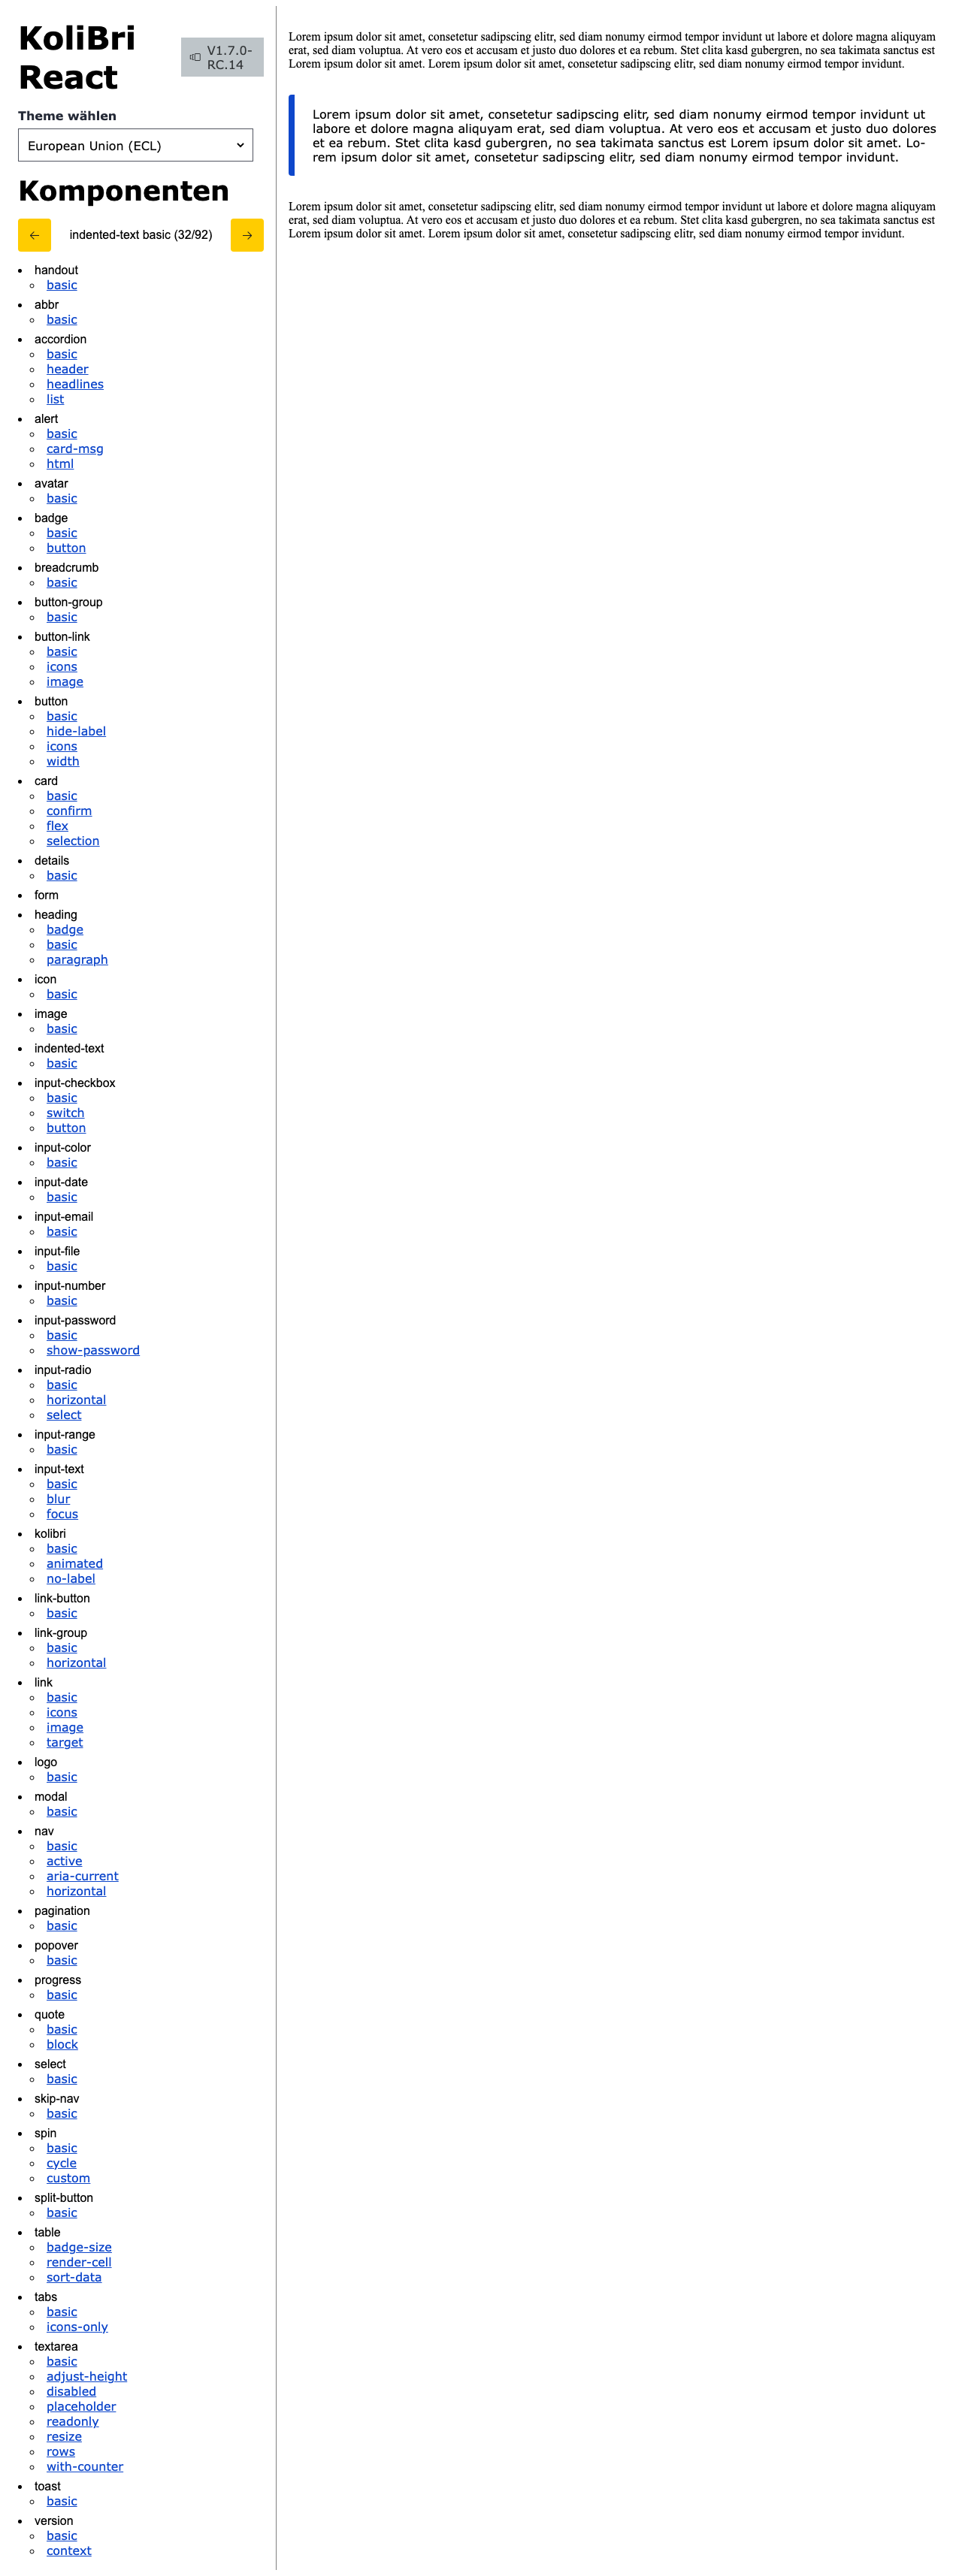 KoliBri
React
V1.7.0-
RC.14
Theme wählen
European Union (ECL)
Komponenten
indented-text basic (32/92)
handout
basic
abbr
basic
accordion
basic
header
headlines
list
alert
basic
card-msg
html
avatar
basic
badge
basic
button
breadcrumb
basic
button-group
basic
button-link
basic
icons
image
button
basic
hide-label
icons
width
card
basic
confirm
flex
selection
details
basic
form
heading
badge
basic
paragraph
icon
basic
image
basic
indented-text
basic
input-checkbox
basic
switch
button
input-color
basic
input-date
basic
input-email
basic
input-file
basic
input-number
basic
input-password
basic
show-password
input-radio
basic
horizontal
select
input-range
basic
input-text
basic
blur
focus
kolibri
basic
animated
no-label
link-button
basic
link-group
basic
horizontal
link
basic
icons
image
target
logo
basic
modal
basic
nav
basic
active
aria-current
horizontal
pagination
basic
popover
basic
progress
basic
quote
basic
block
select
basic
skip-nav
basic
spin
basic
cycle
custom
split-button
basic
table
badge-size
render-cell
sort-data
tabs
basic
icons-only
textarea
basic
adjust-height
disabled
placeholder
readonly
resize
rows
with-counter
toast
basic
version
basic
context
Lorem ipsum dolor sit amet, consetetur sadipscing elitr, sed diam nonumy eirmod tempor invidunt ut labore et dolore magna aliquyam
erat, sed diam voluptua. At vero eos et accusam et justo duo dolores et ea rebum. Stet clita kasd gubergren, no sea takimata sanctus est
Lorem ipsum dolor sit amet. Lorem ipsum dolor sit amet, consetetur sadipscing elitr, sed diam nonumy eirmod tempor invidunt.
Lorem ipsum dolor sit amet, consetetur sadipscing elitr, sed diam nonumy eirmod tempor invidunt ut
labore et dolore magna aliquyam erat, sed diam voluptua. At vero eos et accusam et justo duo dolores
et ea rebum. Stet clita kasd gubergren, no sea takimata sanctus est Lorem ipsum dolor sit amet. Lo-
rem ipsum dolor sit amet, consetetur sadipscing elitr, sed diam nonumy eirmod tempor invidunt.
Lorem ipsum dolor sit amet, consetetur sadipscing elitr, sed diam nonumy eirmod tempor invidunt ut labore et dolore magna aliquyam
erat, sed diam voluptua. At vero eos et accusam et justo duo dolores et ea rebum. Stet clita kasd gubergren, no sea takimata sanctus est
Lorem ipsum dolor sit amet. Lorem ipsum dolor sit amet, consetetur sadipscing elitr, sed diam nonumy eirmod tempor invidunt.